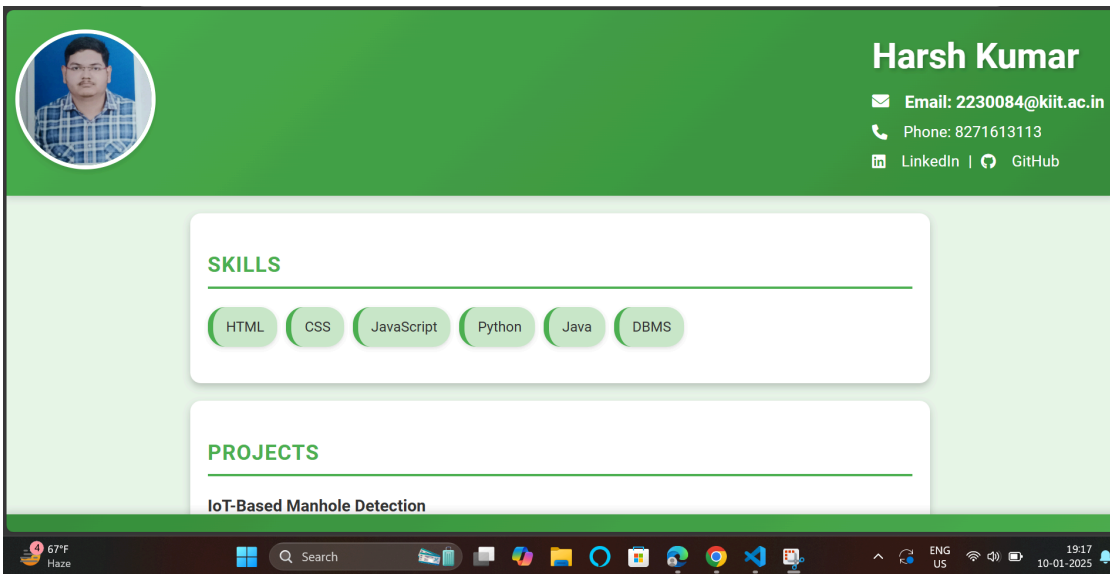 Harsh Kumar
Email: 2230084@kiit.ac.in
Phone: 8271613113
LinkedIn | GitHub
SKILLS
HTML CSS JavaScript Python Java DBMS
PROJECTS
IoT-Based Manhole Detection
4 67°F
Haze
Search
ENG
US
19:17
10-01-2025